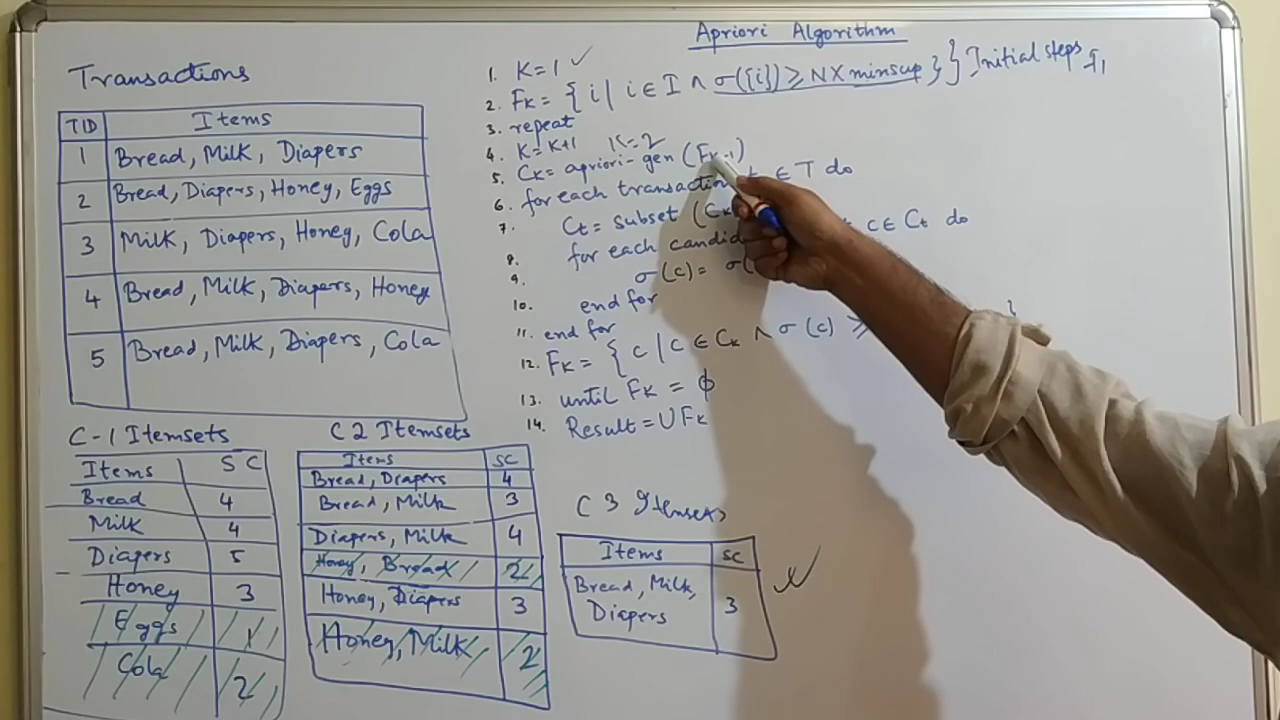 Apriori Algorithm
Transactions
TID Items
1 Bread, Milk, Diapers
2 Bread, Diapers, Honey, Eggs
3 Milk, Diapers, Honey, Cola
4 Bread, Milk, Diapers, Honey
5 Bread, Milk, Diapers, Cola
1. K=1 ✓
2. FK = { i | i ∈ I ∧ σ({i}) ≥ N X minsup } } Initial steps
3. repeat
4. K = K+1 K=2
5. CK = apriori-gen (FK-1)
6. for each transaction t ∈ T do
7. Ct = subset (CK
8. for each candid c ∈ Ct do
9. σ(c) = σ(
10. end for
11. end for
12. FK = { c | c ∈ CK ∧ σ(c) ≥ }
13. until FK = ϕ
14. Result = ∪ FK
C-1 Itemsets
Items SC
Bread 4
Milk 4
Diapers 5
Honey 3
Eggs 1
Cola 2
C2 Itemsets
Items SC
Bread, Diapers 4
Bread, Milk 3
Diapers, Milk 4
Honey, Bread 2
Honey, Diapers 3
Honey, Milk 2
C3 Itemsets
Items SC
Bread, Milk,
Diapers 3